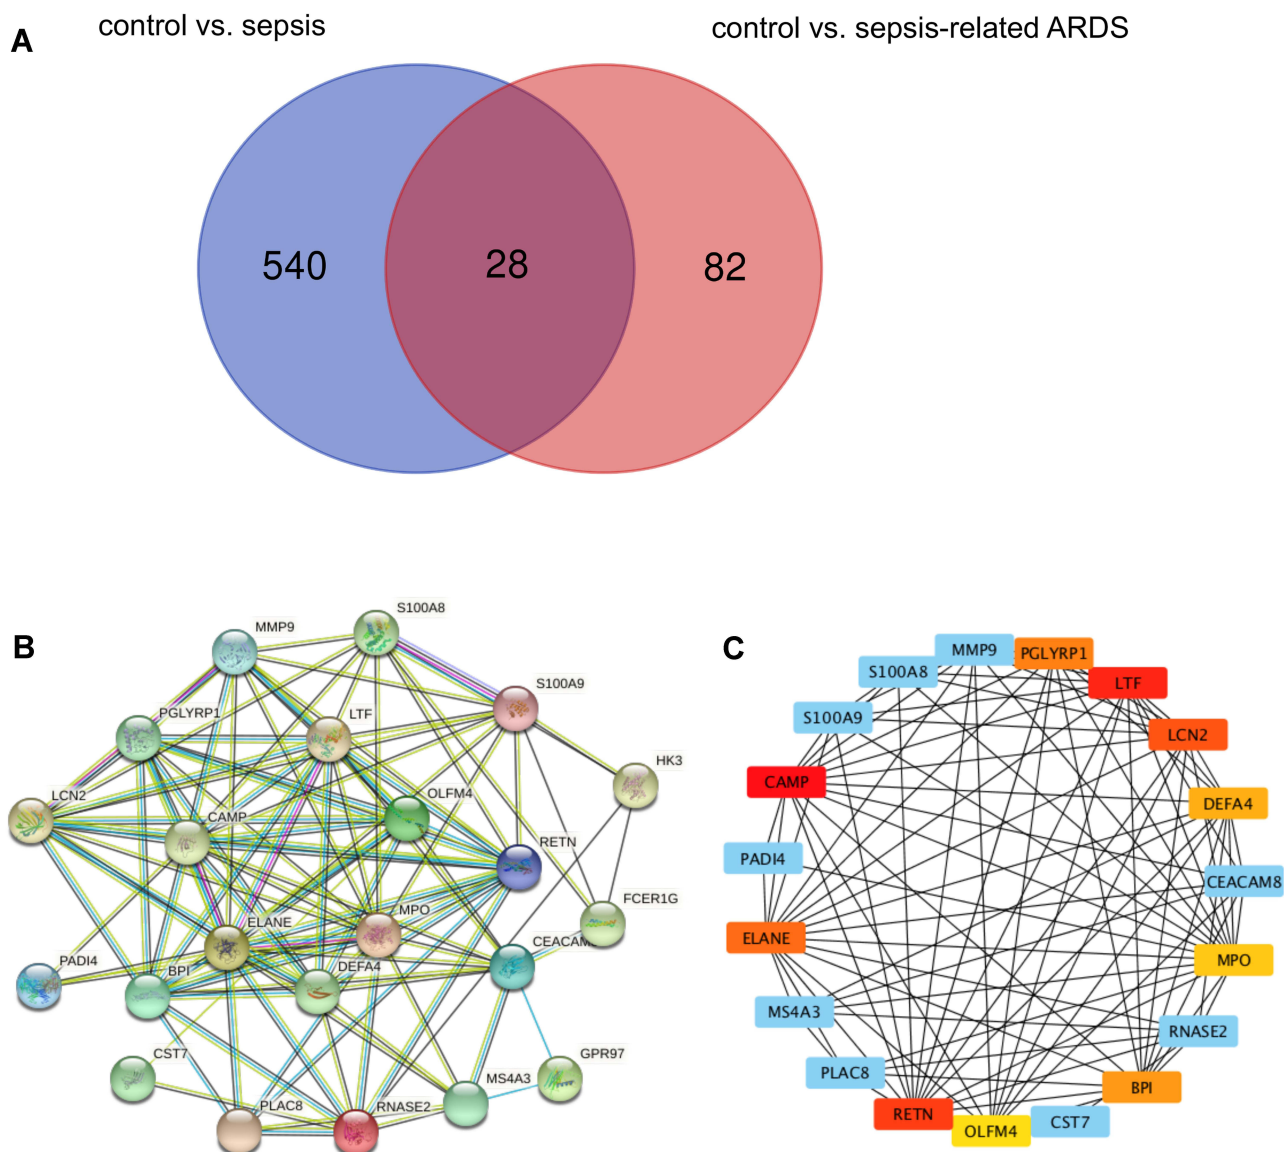 A
control vs. sepsis
control vs. sepsis-related ARDS
540
28
82
B
MMP9
S100A8
S100A9
PGLYRP1
LTF
HK3
LCN2
CAMP
OLFM4
RETN
FCER1G
ELANE
MPO
CEACAM
PADI4
BPI
DEFA4
CST7
GPR97
MS4A3
PLAC8
RNASE2
C
MMP9
PGLYRP1
S100A8
LTF
S100A9
LCN2
CAMP
DEFA4
PADI4
CEACAM8
ELANE
MPO
MS4A3
RNASE2
PLAC8
BPI
RETN
CST7
OLFM4